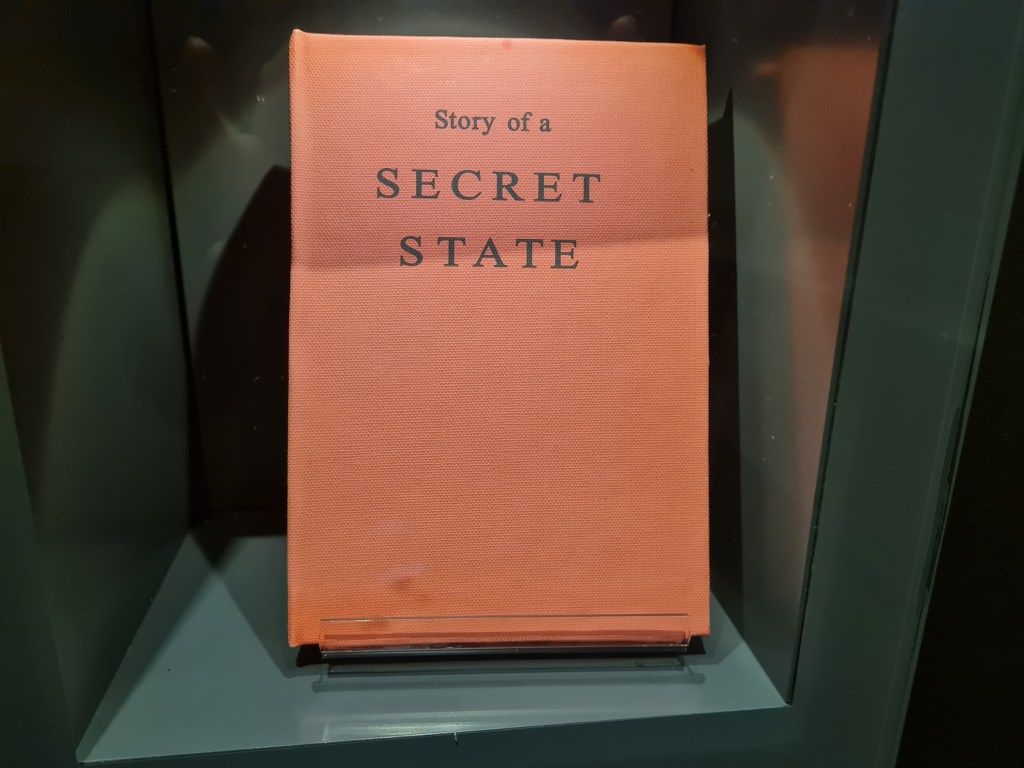 Story of a
SECRET
STATE